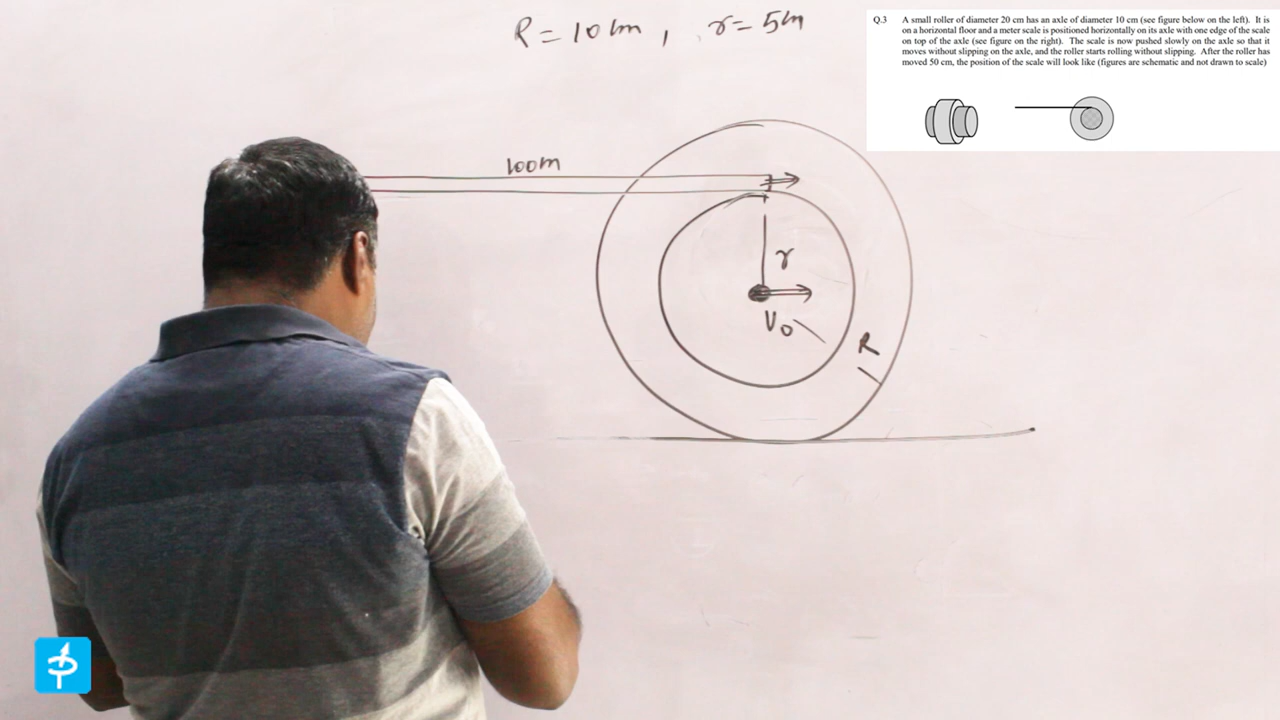 R = 10 cm , r = 5 cm
Q.3 A small roller of diameter 20 cm has an axle of diameter 10 cm (see figure below on the left). It is
on a horizontal floor and a meter scale is positioned horizontally on its axle with one edge of the scale
on top of the axle (see figure on the right). The scale is now pushed slowly on the axle so that it
moves without slipping on the axle, and the roller starts rolling without slipping. After the roller has
moved 50 cm, the position of the scale will look like (figures are schematic and not drawn to scale)
100cm
r
V0
R